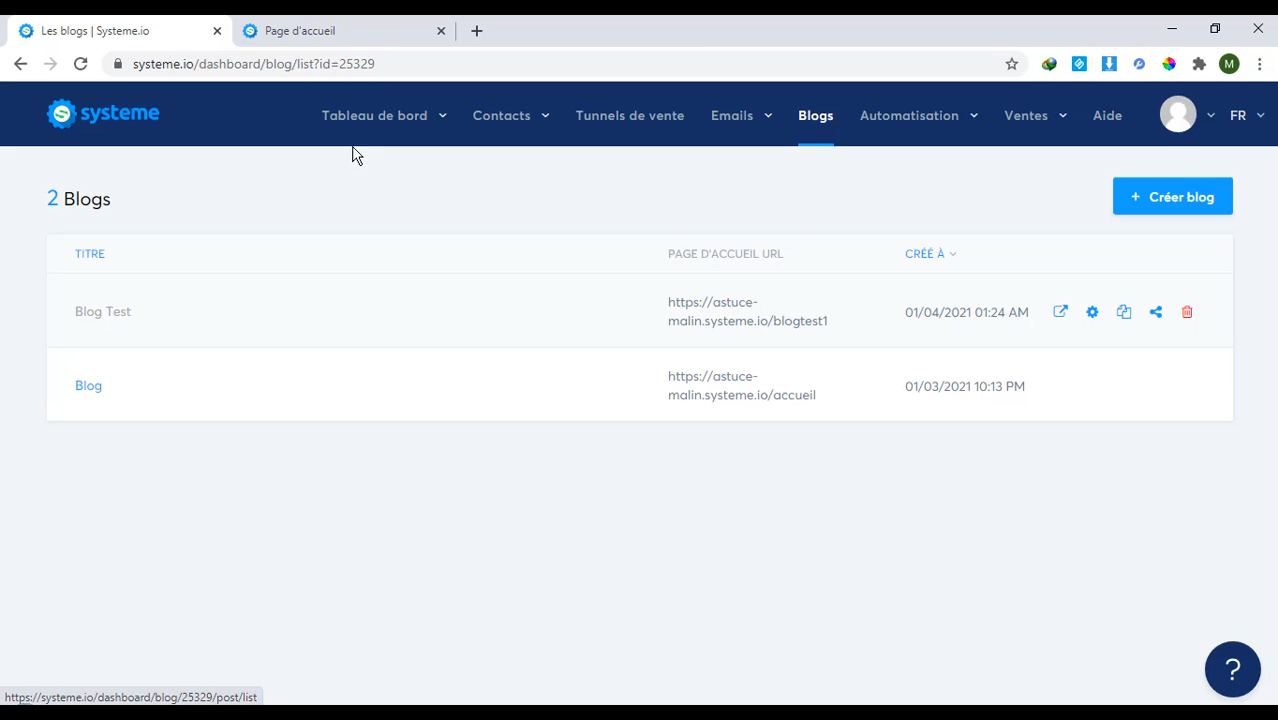 Les blogs | Systeme.io
Page d'accueil
systeme.io/dashboard/blog/list?id=25329
M
systeme
Tableau de bord
Contacts
Tunnels de vente
Emails
Blogs
Automatisation
Ventes
Aide
FR
2 Blogs
+ Créer blog
TITRE
PAGE D'ACCUEIL URL
CRÉÉ À
Blog Test
https://astuce-
malin.systeme.io/blogtest1
01/04/2021 01:24 AM
Blog
https://astuce-
malin.systeme.io/accueil
01/03/2021 10:13 PM
?
https://systeme.io/dashboard/blog/25329/post/list